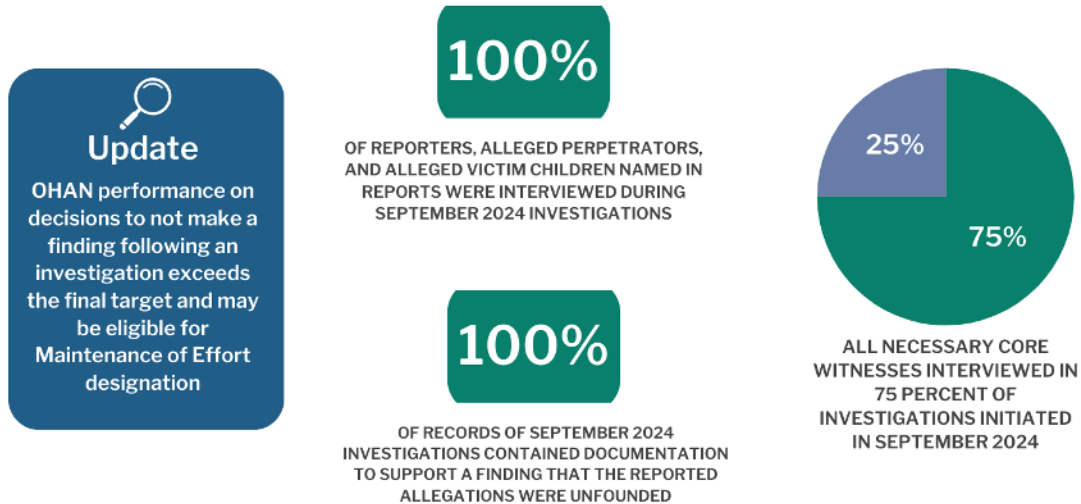 Update
OHAN performance on
decisions to not make a
finding following an
investigation exceeds
the final target and may
be eligible for
Maintenance of Effort
designation
100%
OF REPORTERS, ALLEGED PERPETRATORS,
AND ALLEGED VICTIM CHILDREN NAMED IN
REPORTS WERE INTERVIEWED DURING
SEPTEMBER 2024 INVESTIGATIONS
100%
OF RECORDS OF SEPTEMBER 2024
INVESTIGATIONS CONTAINED DOCUMENTATION
TO SUPPORT A FINDING THAT THE REPORTED
ALLEGATIONS WERE UNFOUNDED
25%
75%
ALL NECESSARY CORE
WITNESSES INTERVIEWED IN
75 PERCENT OF
INVESTIGATIONS INITIATED
IN SEPTEMBER 2024